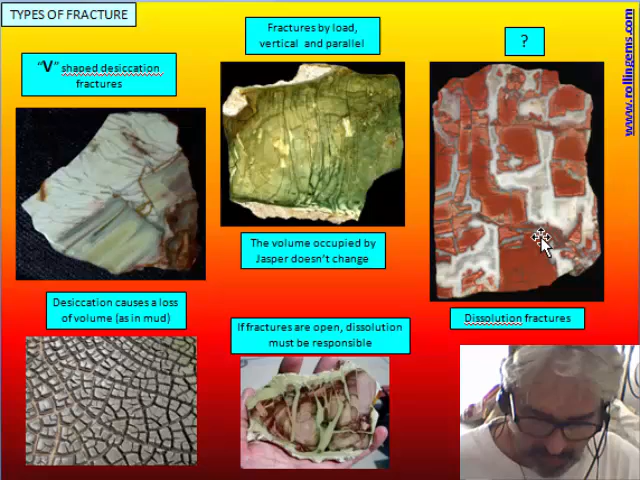 TYPES OF FRACTURE
"V" shaped desiccation
fractures
Fractures by load,
vertical and parallel
?
www.rollingems.com
The volume occupied by
Jasper doesn't change
Desiccation causes a loss
of volume (as in mud)
If fractures are open, dissolution
must be responsible
Dissolution fractures